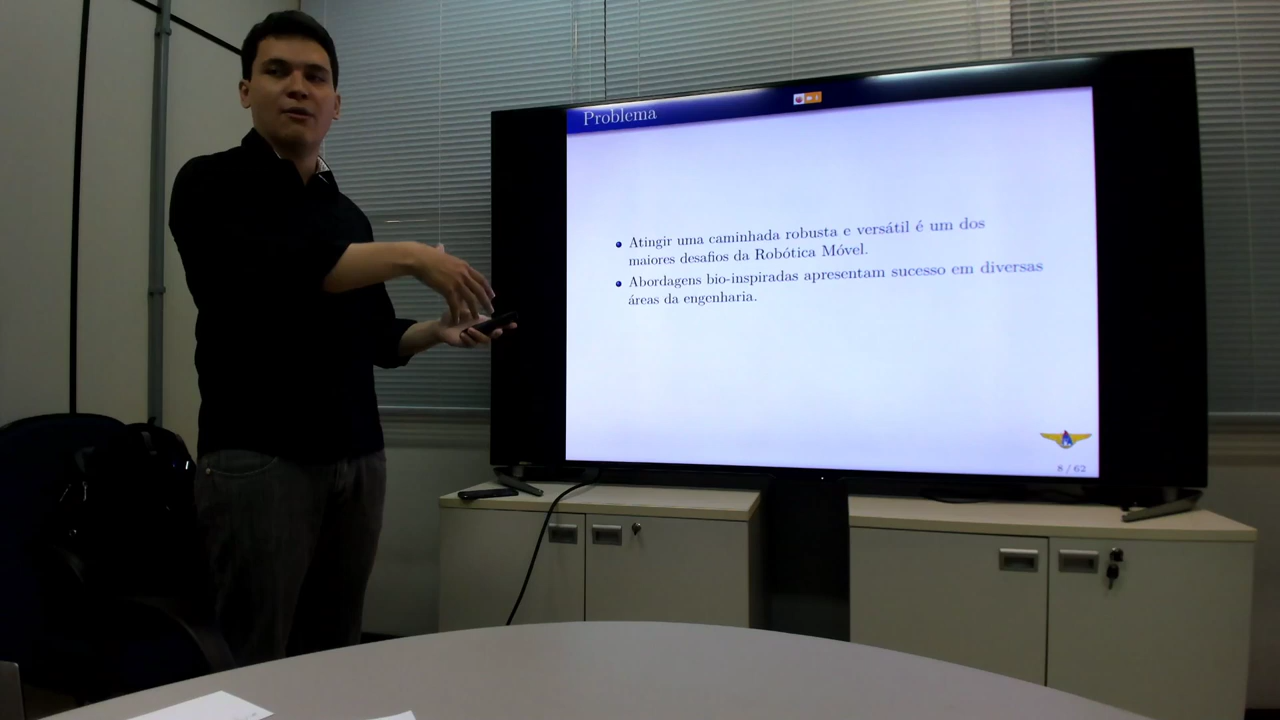 Problema
Atingir uma caminhada robusta e versátil é um dos
maiores desafios da Robótica Móvel.
Abordagens bio-inspiradas apresentam sucesso em diversas
áreas da engenharia.
8 / 62